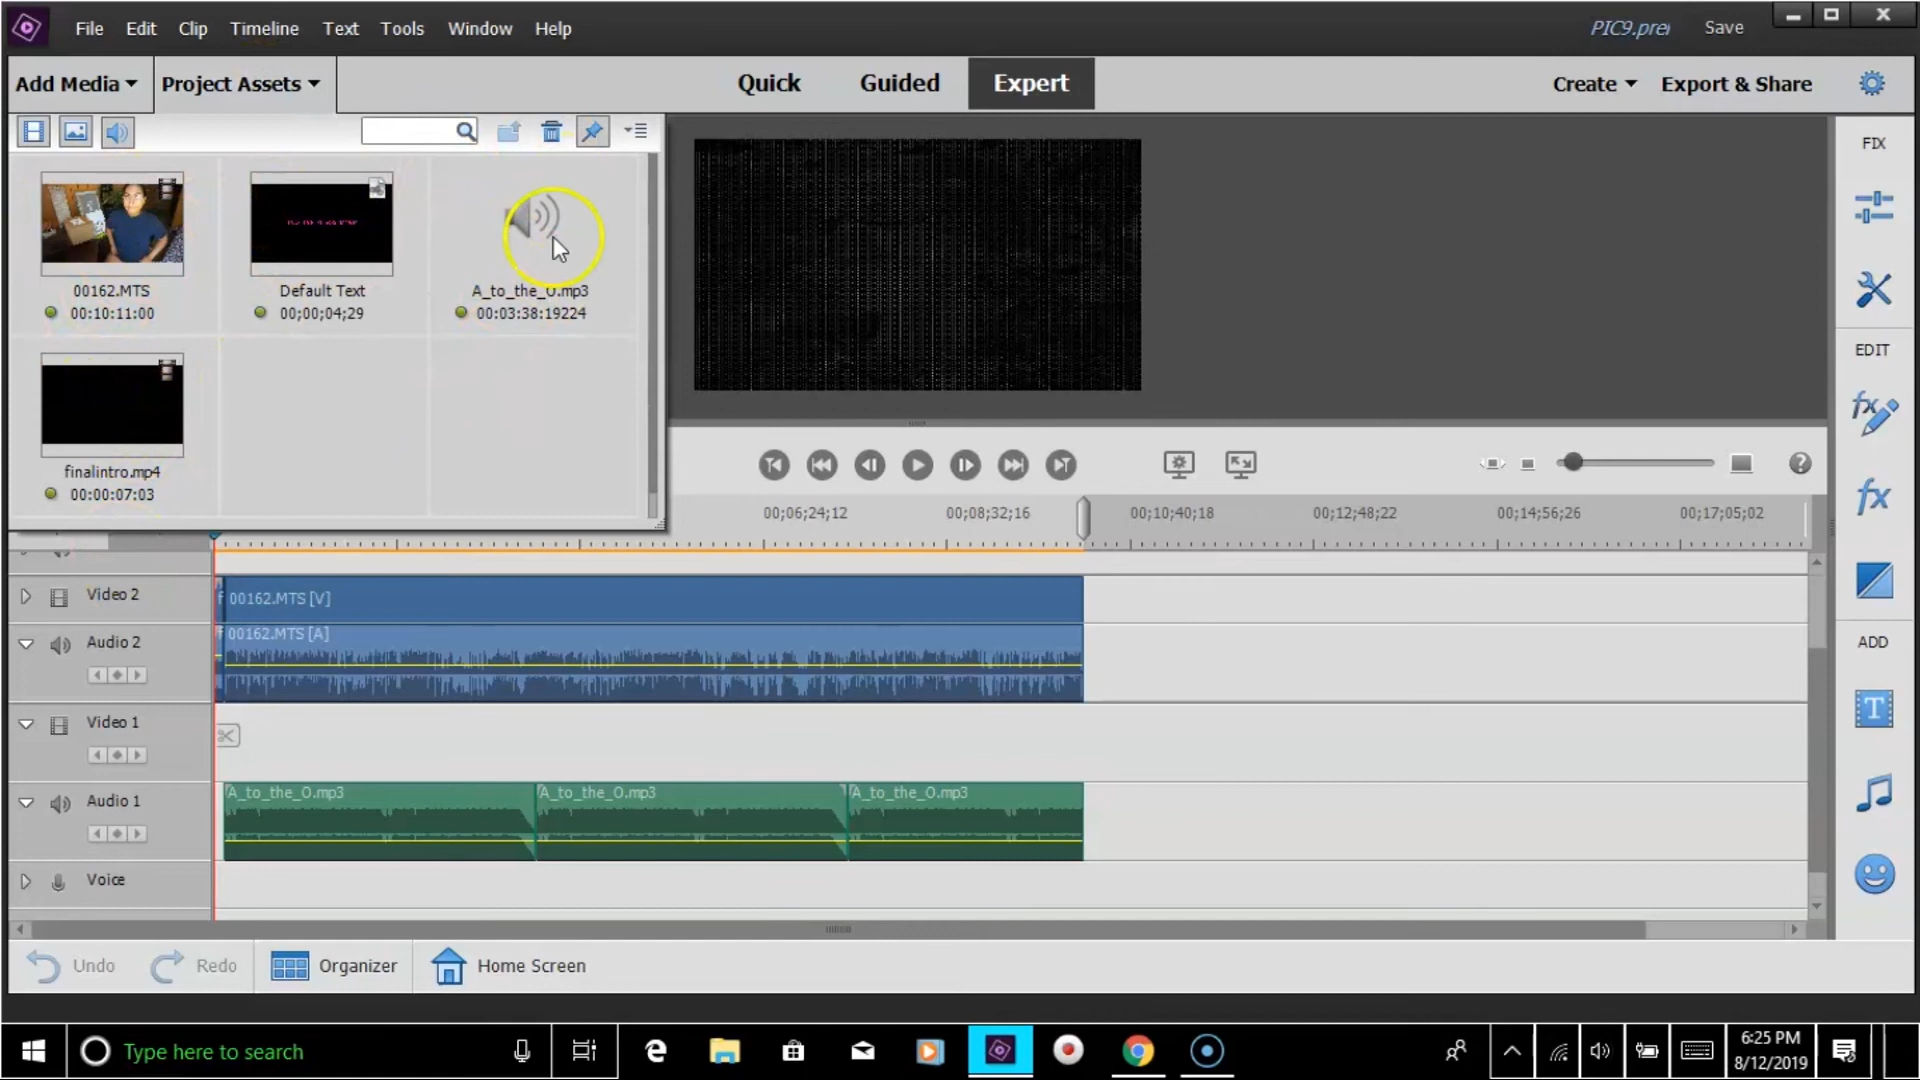 File Edit Clip Timeline Text Tools Window Help PIC9.prel Save
Add Media Project Assets Quick Guided Expert Create Export & Share
FIX
00162.MTS Default Text A_to_the_O.mp3
00:10:11:00 00;00;04;29 00:03:38:19224
EDIT
finalintro.mp4
00:00:07:03
00;06;24;12 00;08;32;16 00;10;40;18 00;12;48;22 00;14;56;26 00;17;05;02
Video 2 f 00162.MTS [V]
Audio 2 00162.MTS [A]
ADD
Video 1
Audio 1 A_to_the_O.mp3 A_to_the_O.mp3 A_to_the_O.mp3
Voice
Undo Redo Organizer Home Screen
Type here to search
6:25 PM
8/12/2019